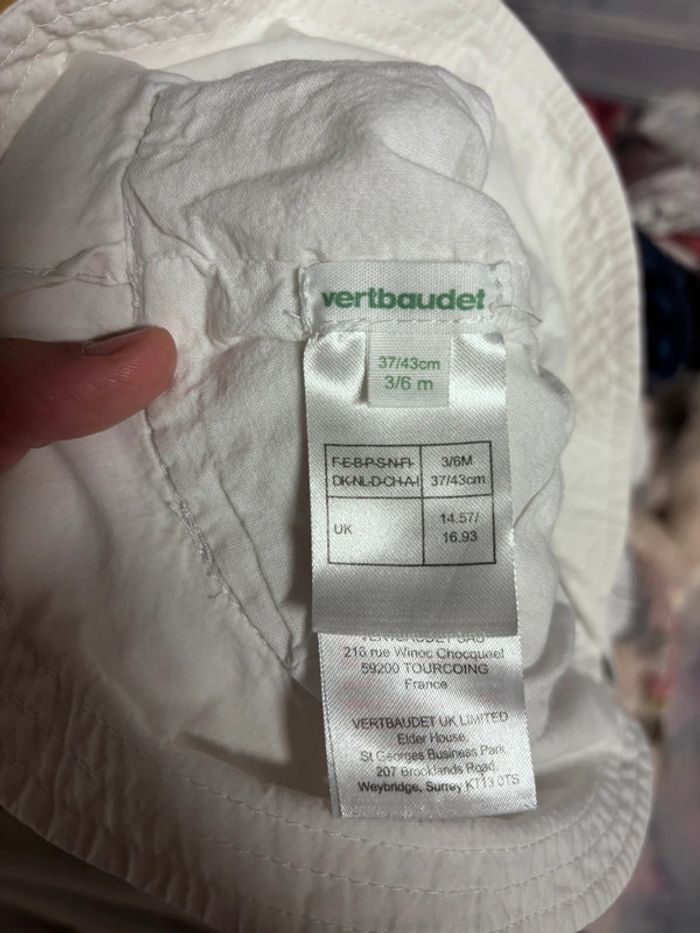 vertbaudet
37/43cm
3/6 m
F-E-B-P-S-N-FI- 3/6M
DK-NL-D-CH-A-I 37/43cm
UK 14.57/
16.93
VERTBAUDET SAS
216 rue Winoc Chocqueel
59200 TOURCOING
France
VERTBAUDET UK LIMITED
Elder House,
St Georges Business Park
207 Brooklands Road
Weybridge, Surrey KT13 0TS